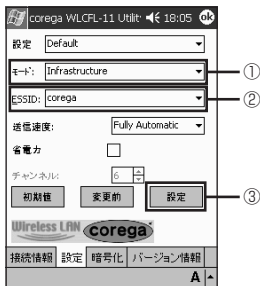 corega WLCFL-11 Utilit 18:05 ok
設定 Default
ﾓｰﾄﾞ: Infrastructure ①
ESSID: corega ②
送信速度: Fully Automatic
省電力
チャンネル: 6
初期値 変更前 設定 ③
Wireless LAN corega
接続情報 設定 暗号化 バージョン情報
A